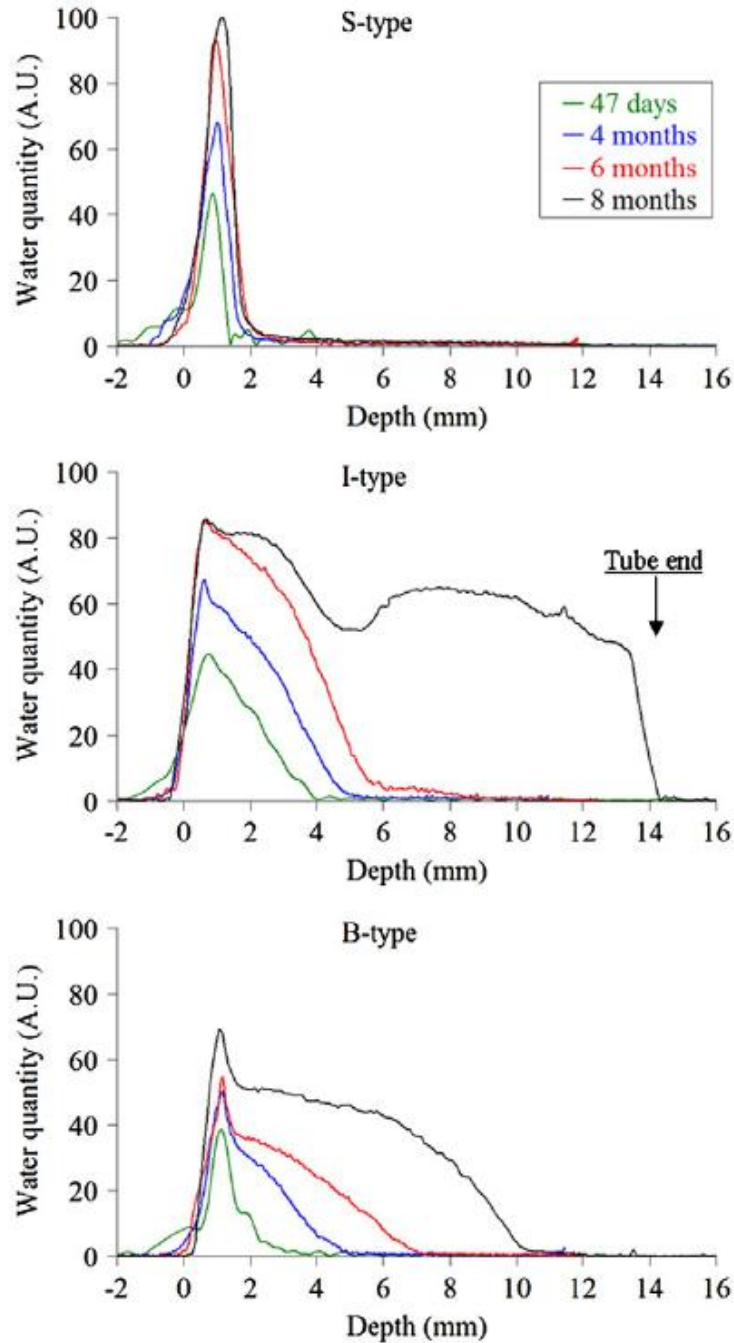 S-type
Water quantity (A.U.)
100
80
60
40
20
0
47 days
4 months
6 months
8 months
-2 0 2 4 6 8 10 12 14 16
Depth (mm)
I-type
Water quantity (A.U.)
100
80
60
40
20
0
Tube end
-2 0 2 4 6 8 10 12 14 16
Depth (mm)
B-type
Water quantity (A.U.)
100
80
60
40
20
0
-2 0 2 4 6 8 10 12 14 16
Depth (mm)